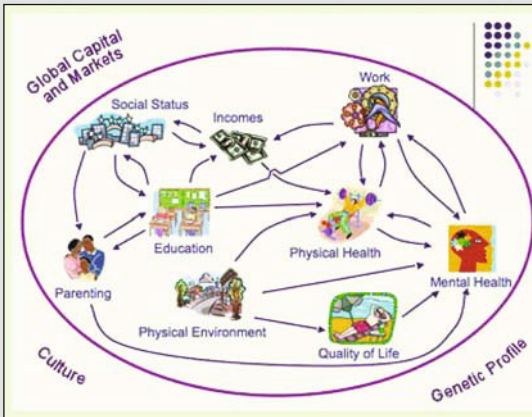 Global Capital
and Markets
Work
Social Status
Incomes
Education
Physical Health
Mental Health
Parenting
Physical Environment
Quality of Life
Culture
Genetic Profile